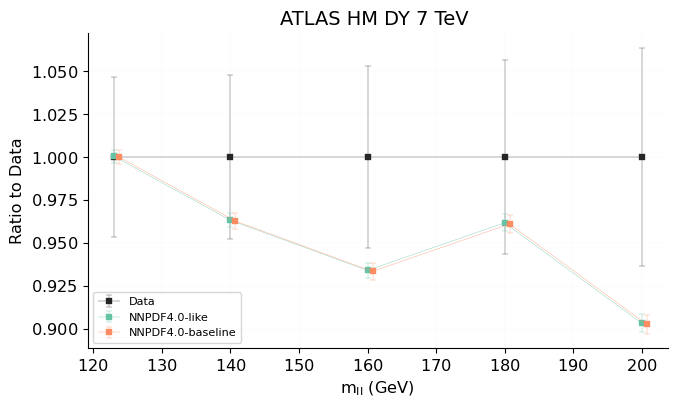 ATLAS HM DY 7 TeV
Ratio to Data
1.050
1.025
1.000
0.975
0.950
0.925
0.900
Data
NNPDF4.0-like
NNPDF4.0-baseline
120 130 140 150 160 170 180 190 200
m_ll (GeV)